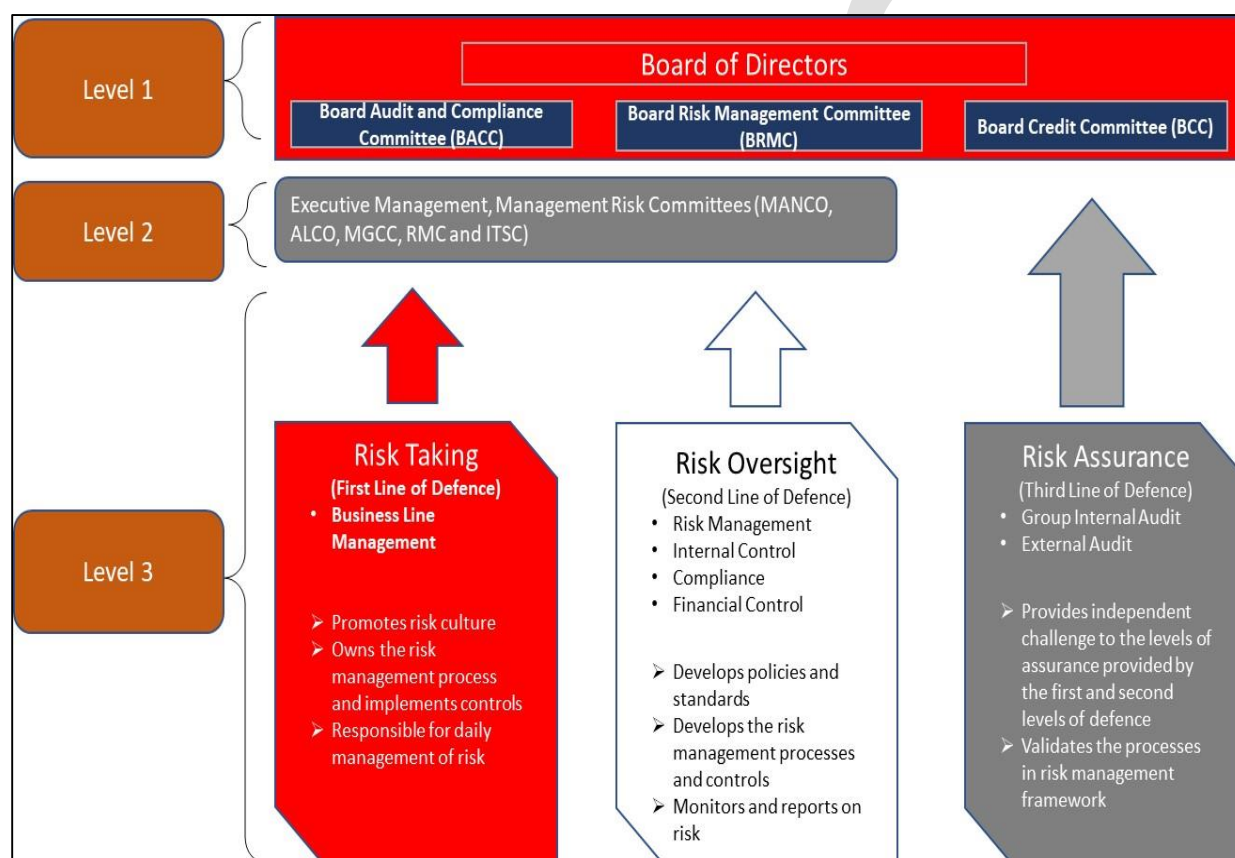 Level 1
Board of Directors
Board Audit and Compliance
Committee (BACC)
Board Risk Management Committee
(BRMC)
Board Credit Committee (BCC)
Level 2
Executive Management, Management Risk Committees (MANCO,
ALCO, MGCC, RMC and ITSC)
Level 3
Risk Taking
(First Line of Defence)
• Business Line
Management
➢ Promotes risk culture
➢ Owns the risk
management process
and implements controls
➢ Responsible for daily
management of risk
Risk Oversight
(Second Line of Defence)
• Risk Management
• Internal Control
• Compliance
• Financial Control
➢ Develops policies and
standards
➢ Develops the risk
management processes
and controls
➢ Monitors and reports on
risk
Risk Assurance
(Third Line of Defence)
• Group Internal Audit
• External Audit
➢ Provides independent
challenge to the levels of
assurance provided by
the first and second
levels of defence
➢ Validates the processes
in risk management
framework